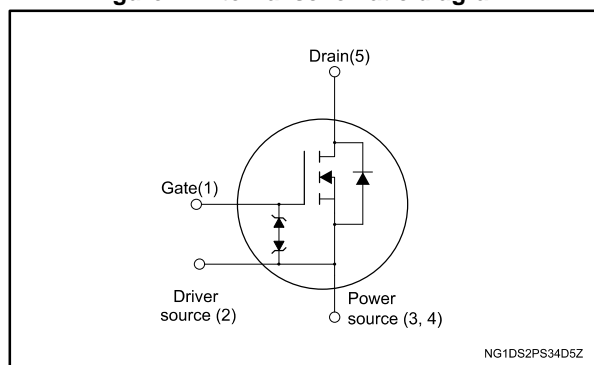 Drain(5)
Gate(1)
Driver
source (2)
Power
source (3, 4)
NG1DS2PS34D5Z